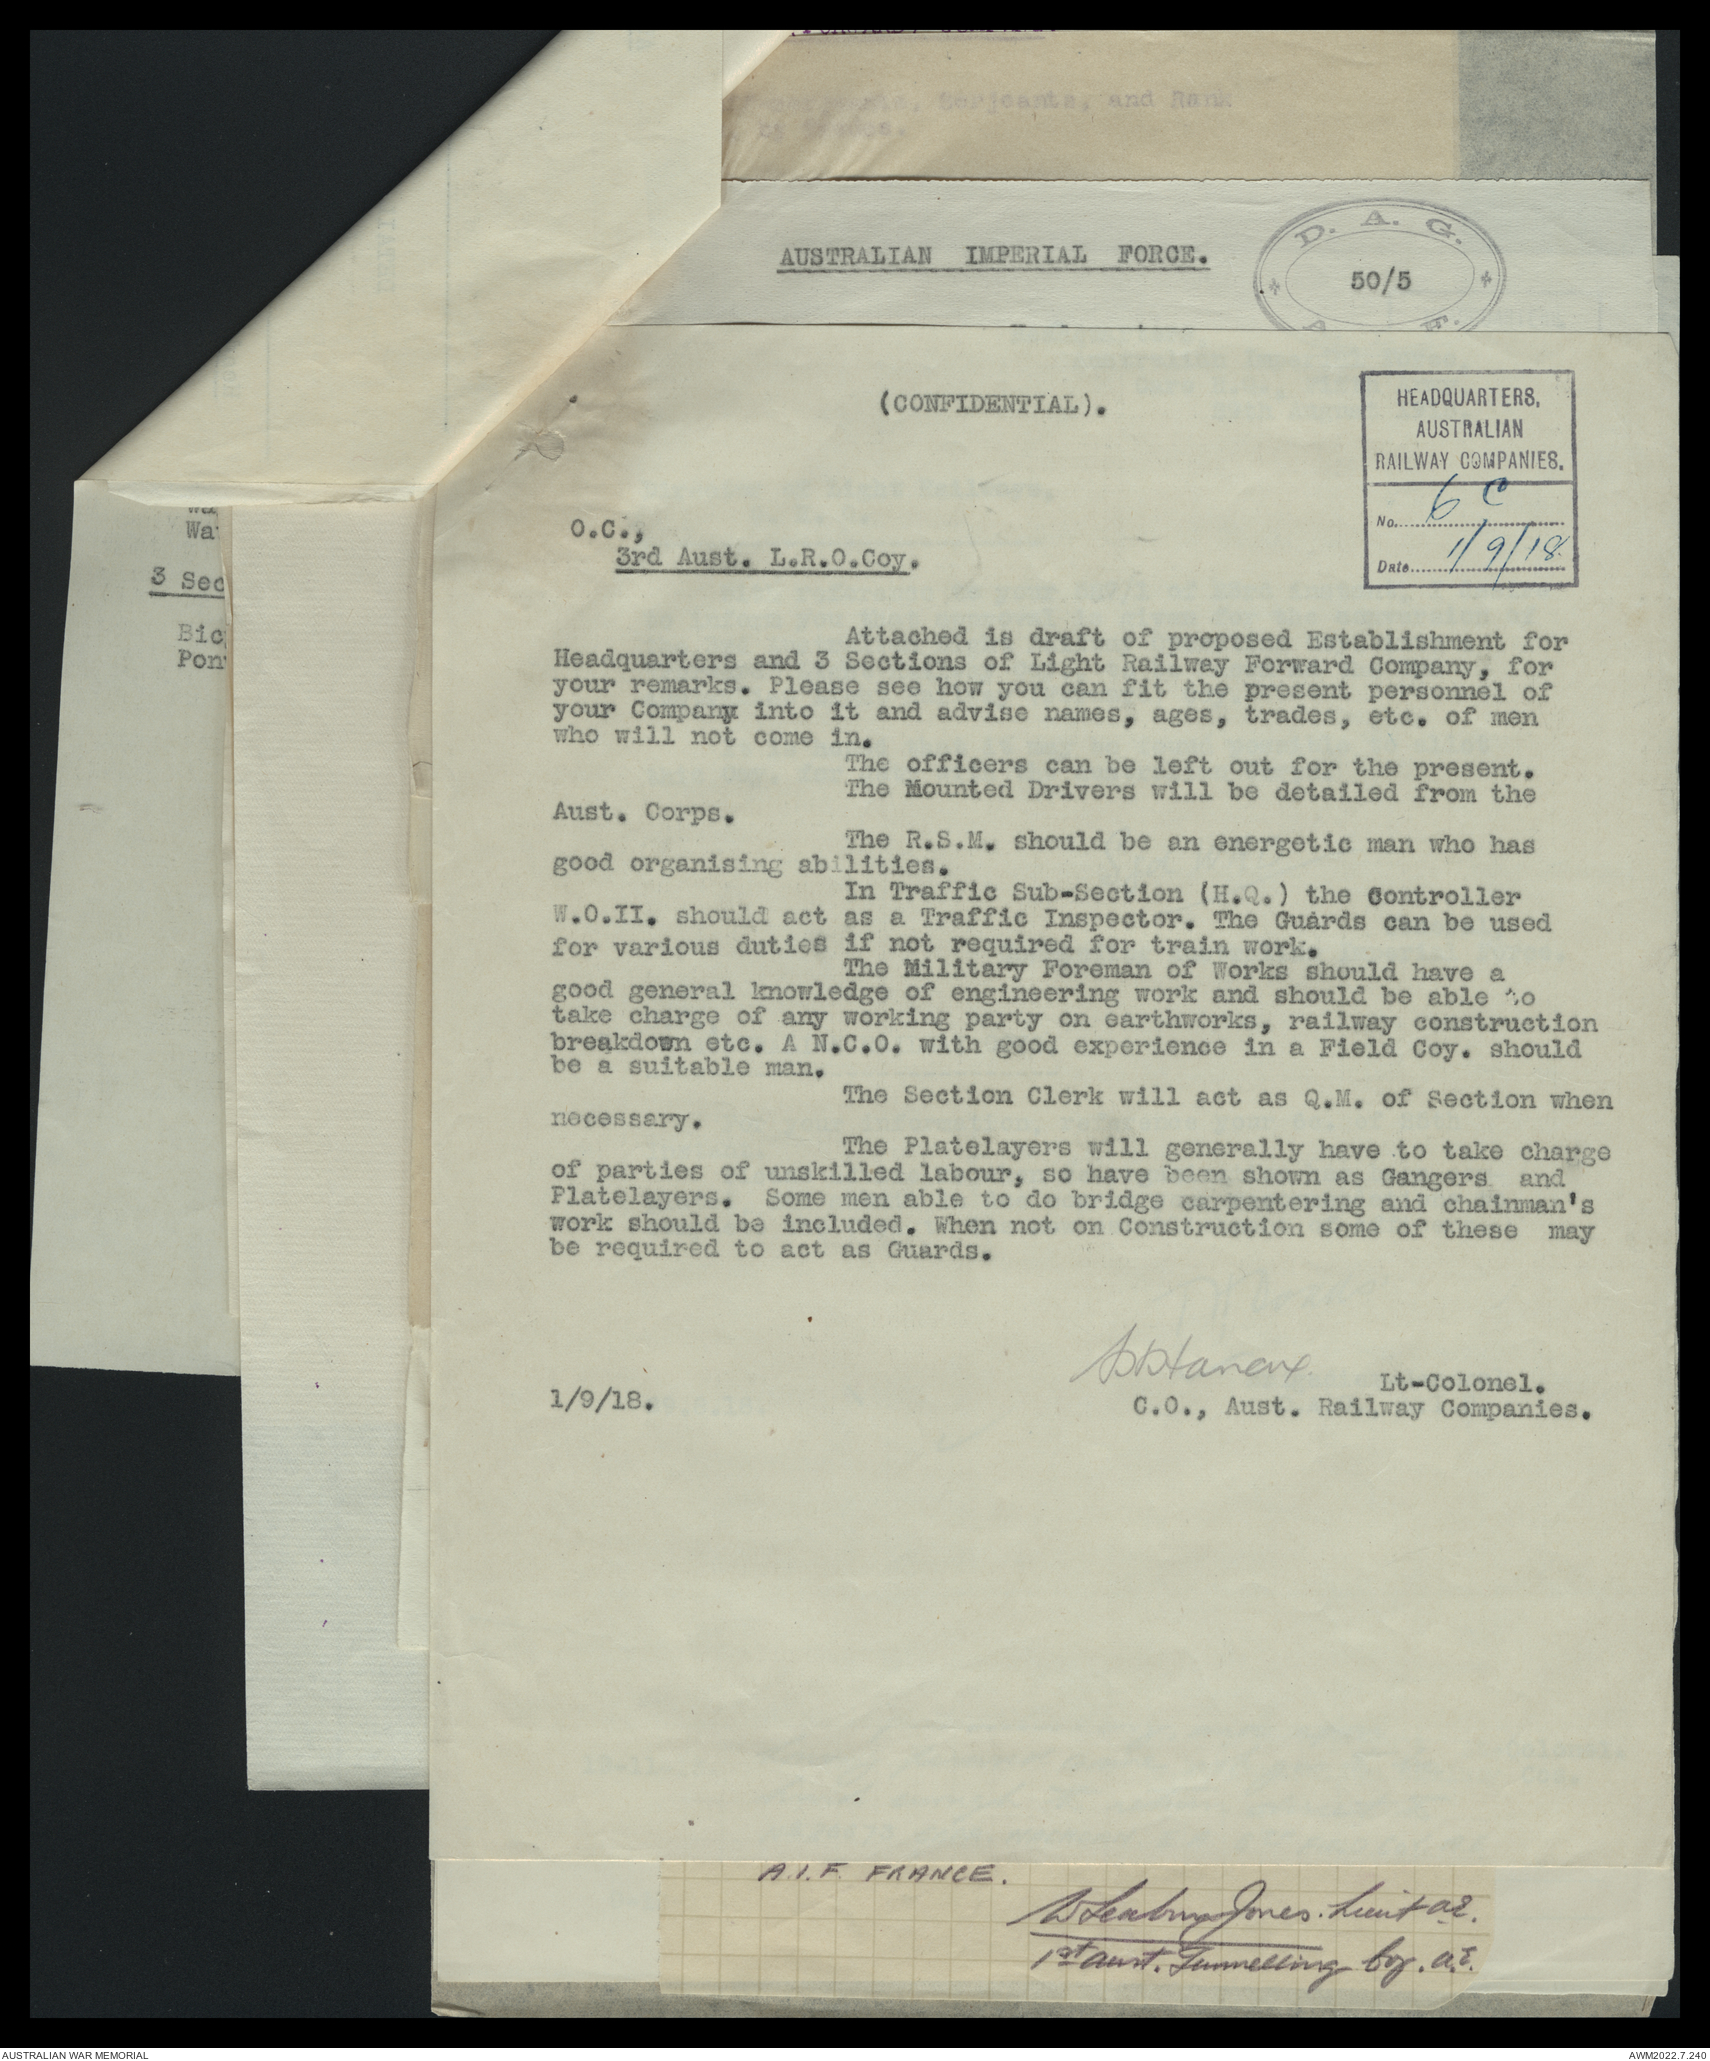 Sergeants, and Rank
AUSTRALIAN IMPERIAL FORCE.
D. A. G.
50/5
(CONFIDENTIAL).
HEADQUARTERS,
AUSTRALIAN
RAILWAY COMPANIES.
No. 6 C
Date 1/9/18
Wa
3 Sec
Bic
Pon
O.C.,
3rd Aust. L.R.O.Coy.
Attached is draft of proposed Establishment for
Headquarters and 3 Sections of Light Railway Forward Company, for
your remarks. Please see how you can fit the present personnel of
your Company into it and advise names, ages, trades, etc. of men
who will not come in.
The officers can be left out for the present.
The Mounted Drivers will be detailed from the
Aust. Corps.
The R.S.M. should be an energetic man who has
good organising abilities.
In Traffic Sub-Section (H.Q.) the Controller
W.O.II. should act as a Traffic Inspector. The Guards can be used
for various duties if not required for train work.
The Military Foreman of Works should have a
good general knowledge of engineering work and should be able to
take charge of any working party on earthworks, railway construction
breakdown etc. A N.C.O. with good experience in a Field Coy. should
be a suitable man.
The Section Clerk will act as Q.M. of Section when
necessary.
The Platelayers will generally have to take charge
of parties of unskilled labour, so have been shown as Gangers and
Platelayers. Some men able to do bridge carpentering and chainman's
work should be included. When not on Construction some of these may
be required to act as Guards.
Lt-Colonel.
1/9/18.
C.O., Aust. Railway Companies.
A.I.F. FRANCE.
Jones. Lieut A.E.
1st Aust. Tunnelling Coy. A.E.
AUSTRALIAN WAR MEMORIAL
AWM2022.7.240